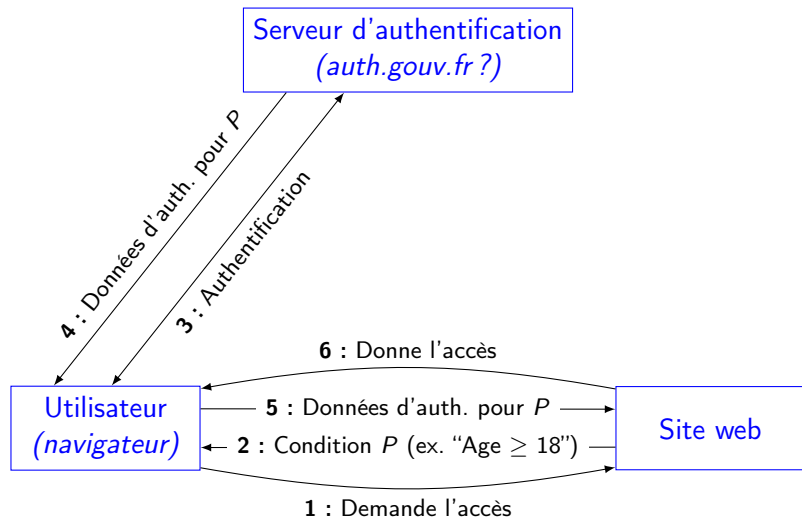 Serveur d'authentification
(auth.gouv.fr ?)
4 : Données d'auth. pour P
3 : Authentification
6 : Donne l'accès
Utilisateur
(navigateur)
5 : Données d'auth. pour P
2 : Condition P (ex. “Age ≥ 18”)
Site web
1 : Demande l'accès